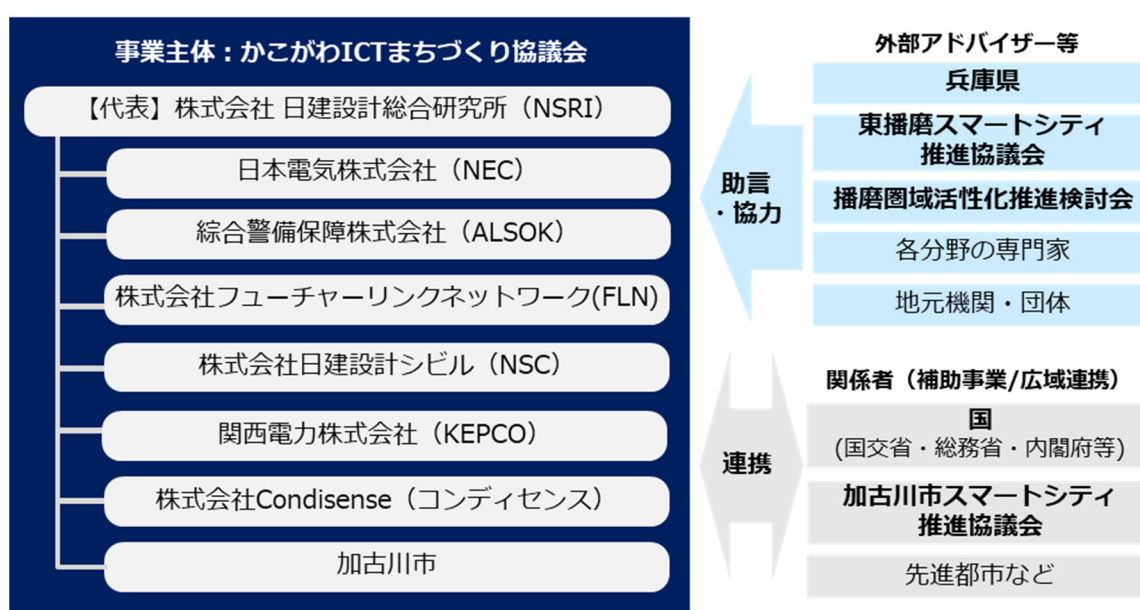 事業主体：かこがわICTまちづくり協議会
【代表】株式会社 日建設計総合研究所（NSRI）
日本電気株式会社（NEC）
綜合警備保障株式会社（ALSOK）
株式会社フューチャーリンクネットワーク(FLN)
株式会社日建設計シビル（NSC）
関西電力株式会社（KEPCO）
株式会社Condisense（コンディセンス）
加古川市
助言
・協力
連携
外部アドバイザー等
兵庫県
東播磨スマートシティ
推進協議会
播磨圏域活性化推進検討会
各分野の専門家
地元機関・団体
関係者（補助事業/広域連携）
国
(国交省・総務省・内閣府等)
加古川市スマートシティ
推進協議会
先進都市など